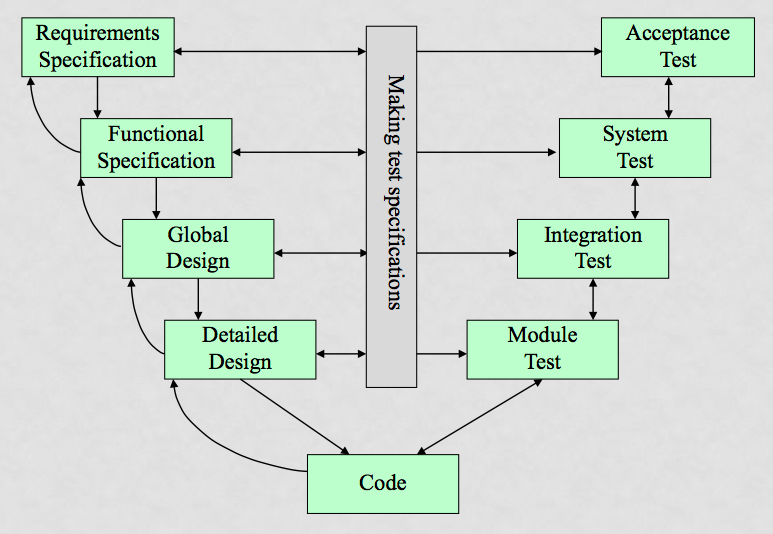 Requirements
Specification
Acceptance
Test
Making test specifications
Functional
Specification
System
Test
Global
Design
Integration
Test
Detailed
Design
Module
Test
Code